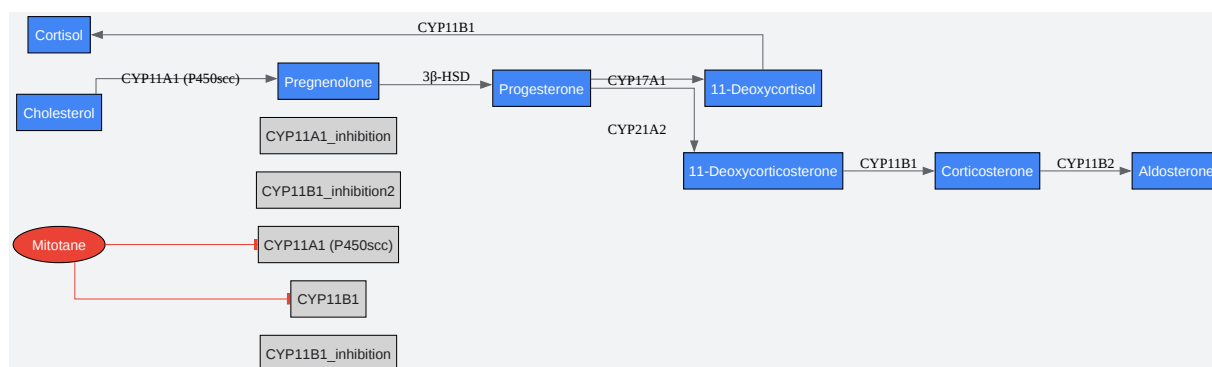 CYP11B1
Cortisol
CYP11A1 (P450scc)
Pregnenolone
3β-HSD
Progesterone
CYP17A1
11-Deoxycortisol
Cholesterol
CYP11A1_inhibition
CYP21A2
11-Deoxycorticosterone
CYP11B1
Corticosterone
CYP11B2
Aldosterone
CYP11B1_inhibition2
Mitotane
CYP11A1 (P450scc)
CYP11B1
CYP11B1_inhibition